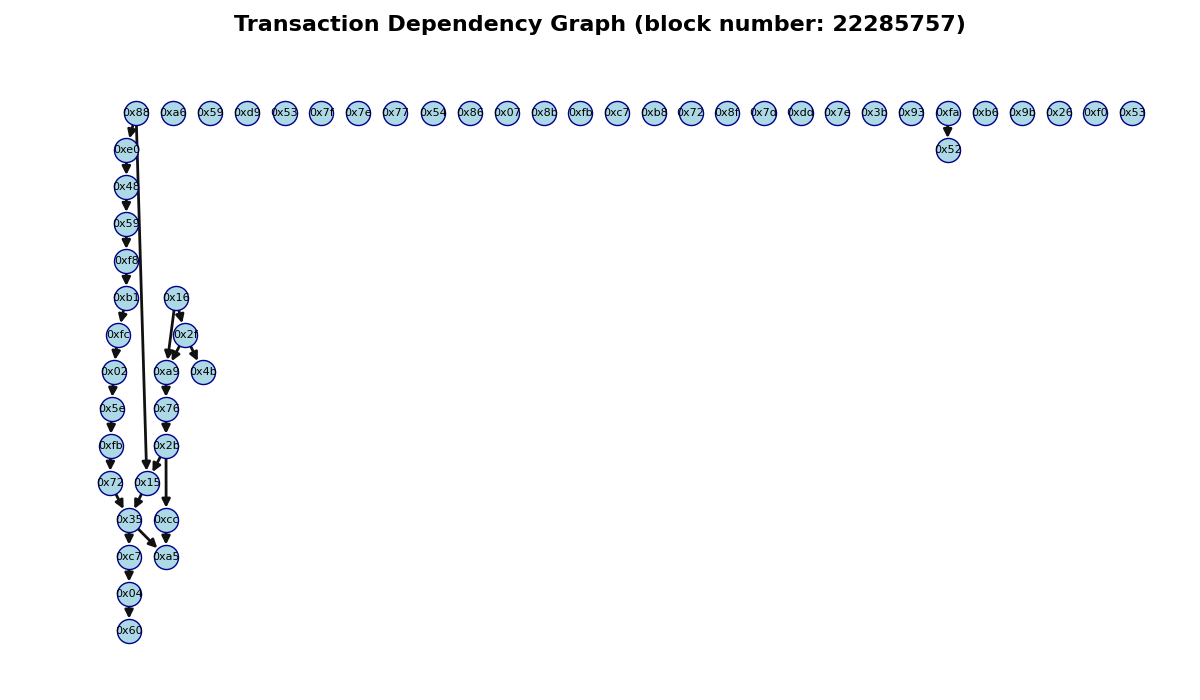 Transaction Dependency Graph (block number: 22285757)
0x88 0xa6 0x59 0xd9 0x53 0x7f 0x7e 0x77 0x54 0x86 0x07 0x8b 0xfb 0xc7 0xb8 0x72 0x8f 0x7d 0xdd 0x7e 0x3b 0x93 0xfa 0xb6 0x9b 0x26 0xf0 0x53
0xe0 0x52
0x48
0x59
0xf8
0xb1 0x16
0xfc 0x2f
0x02 0xa9 0x4b
0x5e 0x76
0xfb 0x2b
0x72 0x15
0x35 0xcc
0xc7 0xa5
0x04
0x60